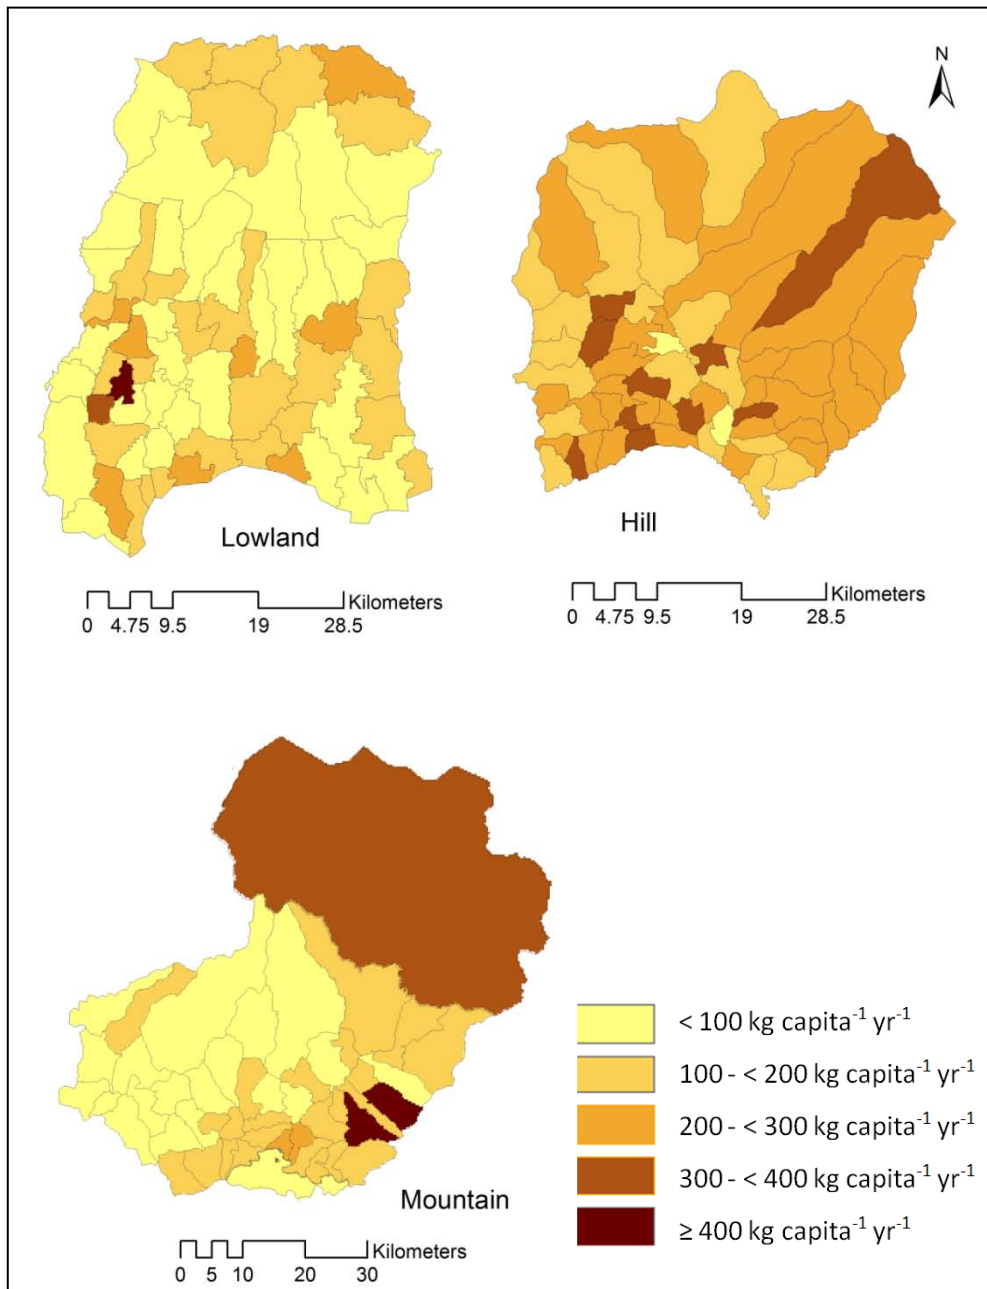 N
Lowland
Hill
Kilometers
0 4.75 9.5 19 28.5
Kilometers
0 4.75 9.5 19 28.5
< 100 kg capita⁻¹ yr⁻¹
100 - < 200 kg capita⁻¹ yr⁻¹
200 - < 300 kg capita⁻¹ yr⁻¹
300 - < 400 kg capita⁻¹ yr⁻¹
≥ 400 kg capita⁻¹ yr⁻¹
Mountain
Kilometers
0 5 10 20 30